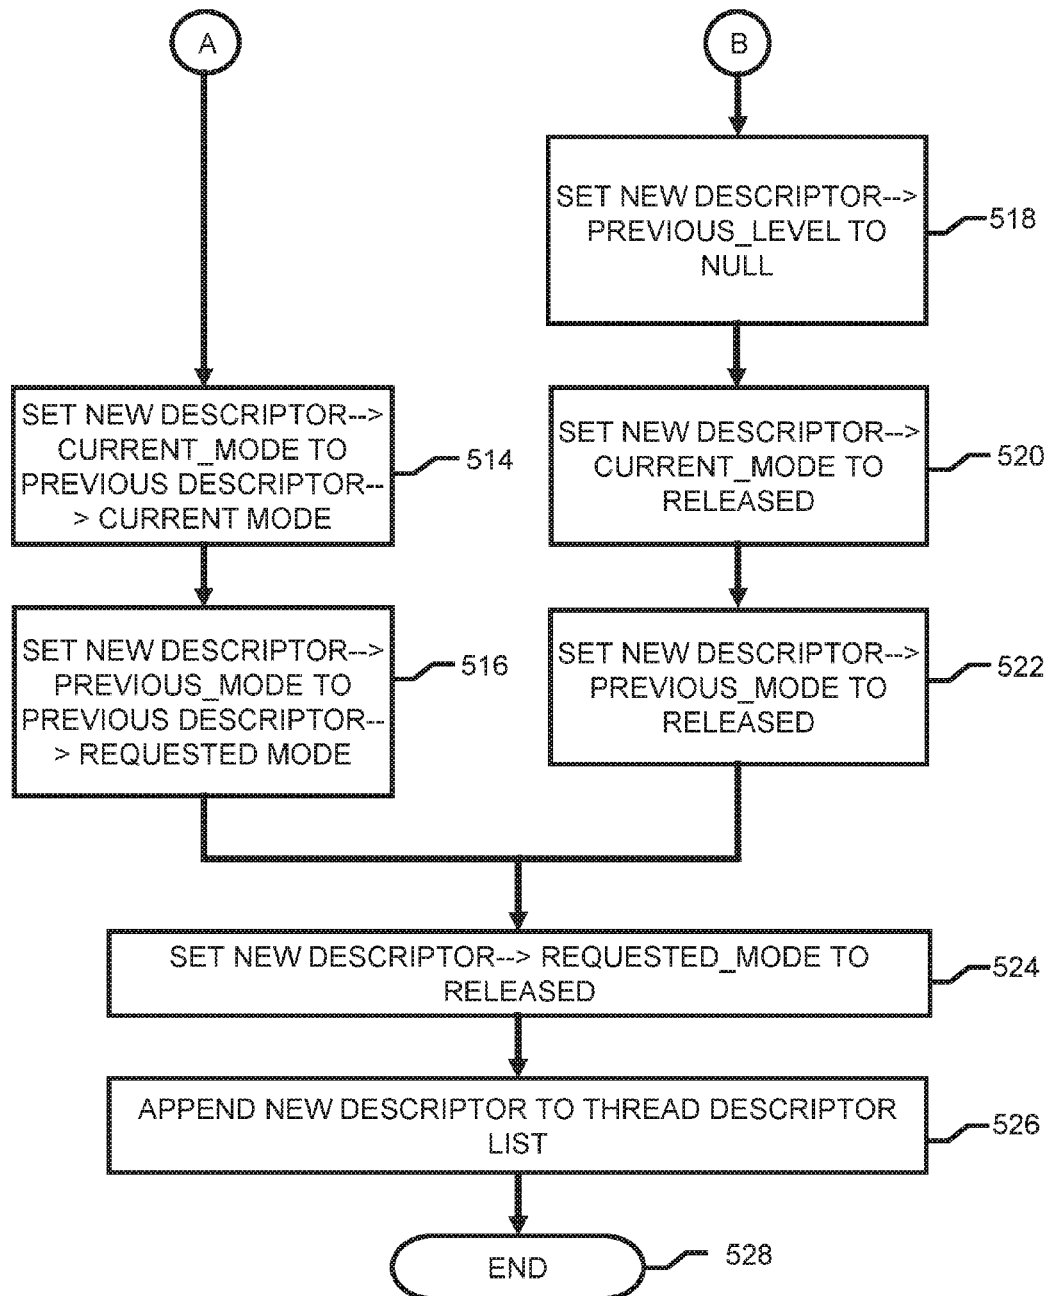 A
SET NEW DESCRIPTOR-->
CURRENT_MODE TO
PREVIOUS DESCRIPTOR--
> CURRENT MODE
514
SET NEW DESCRIPTOR-->
PREVIOUS_MODE TO
PREVIOUS DESCRIPTOR--
> REQUESTED MODE
516
B
SET NEW DESCRIPTOR-->
PREVIOUS_LEVEL TO
NULL
518
SET NEW DESCRIPTOR-->
CURRENT_MODE TO
RELEASED
520
SET NEW DESCRIPTOR-->
PREVIOUS_MODE TO
RELEASED
522
SET NEW DESCRIPTOR--> REQUESTED_MODE TO
RELEASED
524
APPEND NEW DESCRIPTOR TO THREAD DESCRIPTOR
LIST
526
END
528